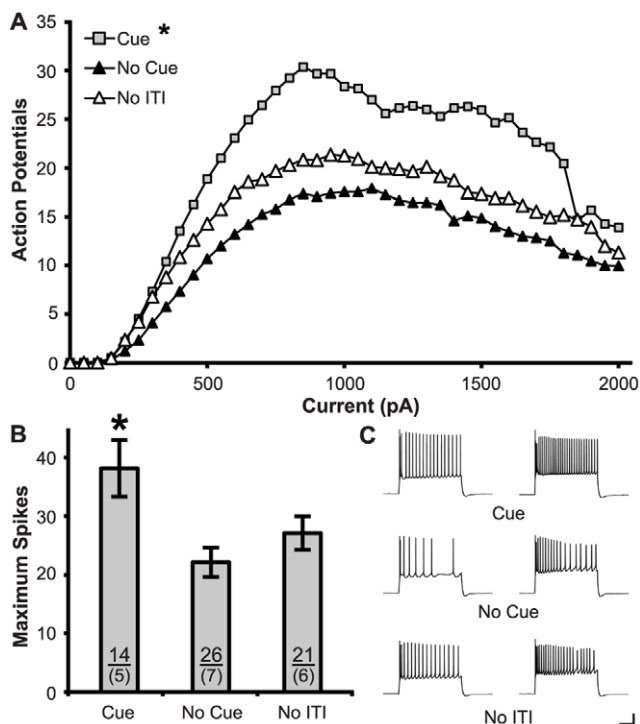 A
Cue *
No Cue
No ITI
Action Potentials
35
30
25
20
15
10
5
0
0
500
1000
1500
2000
Current (pA)
B
*
Maximum Spikes
40
30
20
10
0
14
(5)
26
(7)
21
(6)
Cue
No Cue
No ITI
C
Cue
No Cue
No ITI